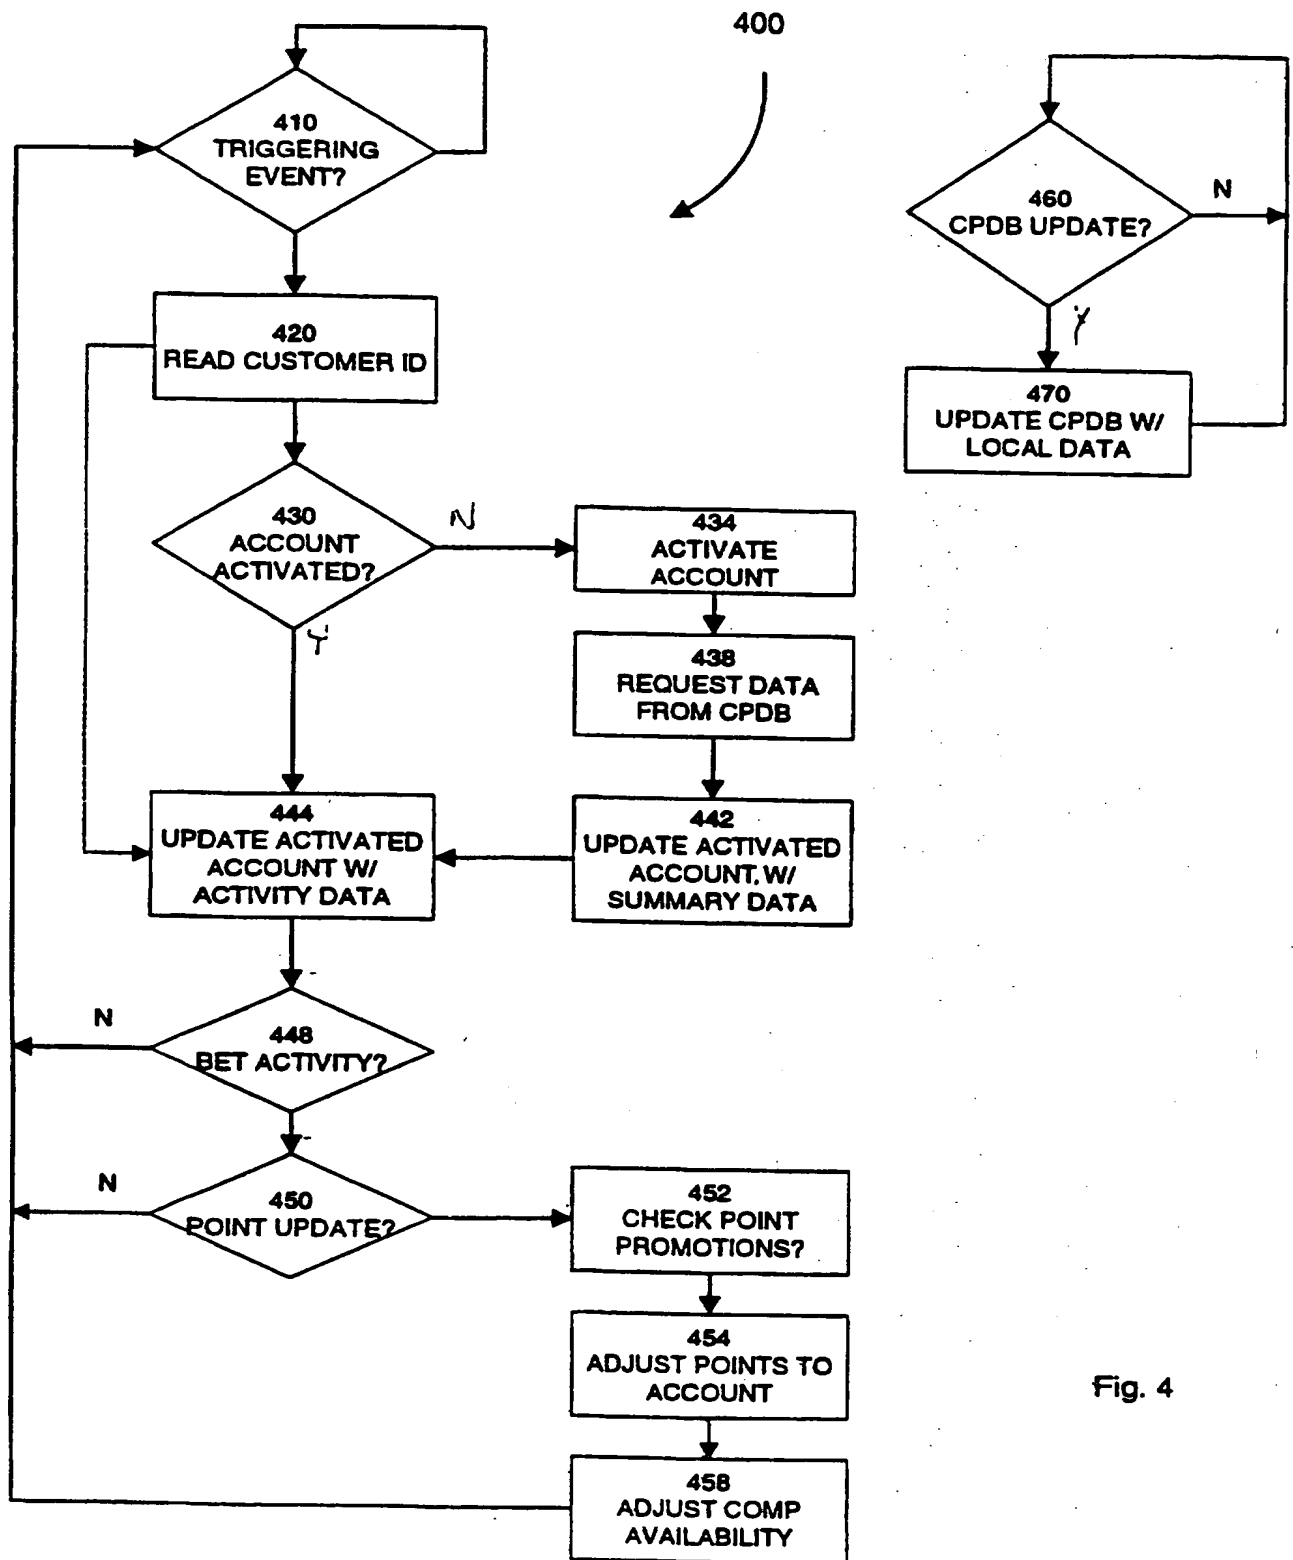 400
410
TRIGGERING
EVENT?
460
CPDB UPDATE?
N
Y
420
READ CUSTOMER ID
470
UPDATE CPDB W/
LOCAL DATA
430
ACCOUNT
ACTIVATED?
N
Y
434
ACTIVATE
ACCOUNT
438
REQUEST DATA
FROM CPDB
444
UPDATE ACTIVATED
ACCOUNT W/
ACTIVITY DATA
442
UPDATE ACTIVATED
ACCOUNT W/
SUMMARY DATA
448
BET ACTIVITY?
N
450
POINT UPDATE?
N
452
CHECK POINT
PROMOTIONS?
454
ADJUST POINTS TO
ACCOUNT
458
ADJUST COMP
AVAILABILITY
Fig. 4